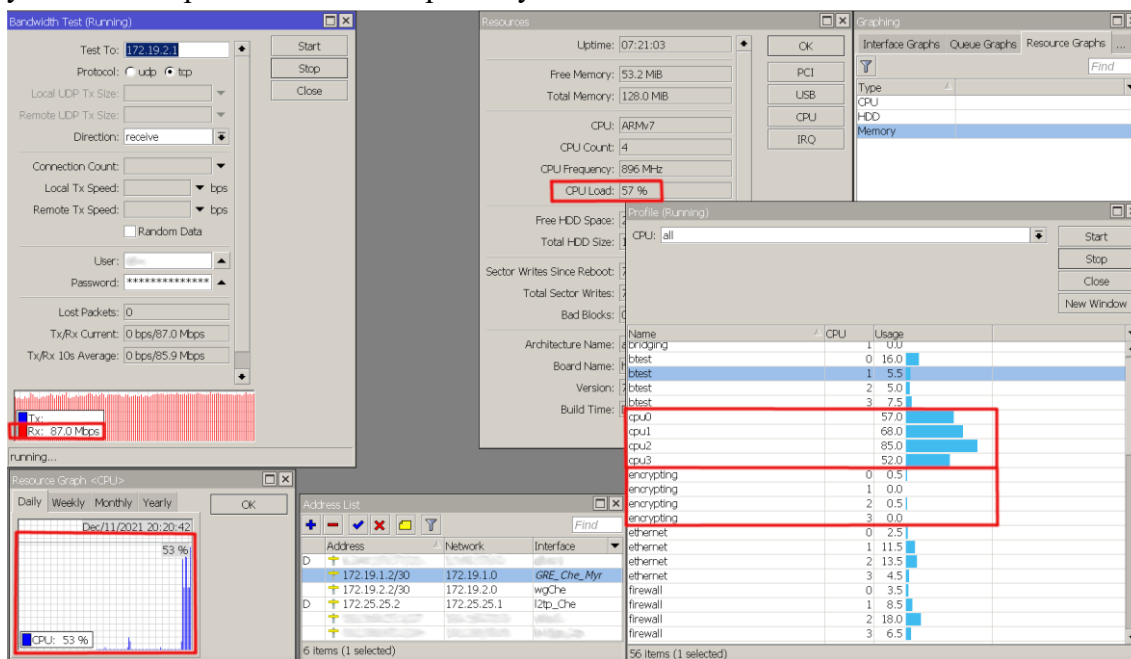 Bandwidth Test (Running)
Test To: 172.19.2.1
Start
Protocol: udp tcp
Stop
Local UDP Tx Size:
Close
Remote UDP Tx Size:
Direction: receive
Connection Count:
Local Tx Speed: bps
Remote Tx Speed: bps
Random Data
User:
Password: **************
Lost Packets: 0
Tx/Rx Current: 0 bps/87.0 Mbps
Tx/Rx 10s Average: 0 bps/85.9 Mbps
Tx:
Rx: 87.0 Mbps
running...
Resources
Uptime: 07:21:03
OK
Free Memory: 53.2 MiB
PCI
Total Memory: 128.0 MiB
USB
CPU: ARMv7
CPU
CPU Count: 4
IRQ
CPU Frequency: 896 MHz
CPU Load: 57 %
Free HDD Space:
Total HDD Size:
Sector Writes Since Reboot:
Total Sector Writes:
Bad Blocks:
Architecture Name:
Board Name:
Version:
Build Time:
Graphing
Interface Graphs Queue Graphs Resource Graphs ...
Find
Type
CPU
HDD
Memory
Profile (Running)
CPU: all
Start
Stop
Close
New Window
Name CPU Usage
bridging 1 0.0
btest 0 16.0
btest 1 5.5
btest 2 5.0
btest 3 7.5
cpu0 57.0
cpu1 68.0
cpu2 85.0
cpu3 52.0
encrypting 0 0.5
encrypting 1 0.0
encrypting 2 0.5
encrypting 3 0.0
ethernet 0 2.5
ethernet 1 11.5
ethernet 2 13.5
ethernet 3 4.5
firewall 0 3.5
firewall 1 8.5
firewall 2 18.0
firewall 3 6.5
56 items (1 selected)
Resource Graph <CPU>
Daily Weekly Monthly Yearly
OK
Dec/11/2021 20:20:42
53 %
CPU: 53 %
Address List
Find
Address Network Interface
D
172.19.1.2/30 172.19.1.0 GRE_Che_Myr
172.19.2.2/30 172.19.2.0 wgChe
D 172.25.25.2 172.25.25.1 l2tp_Che
6 items (1 selected)